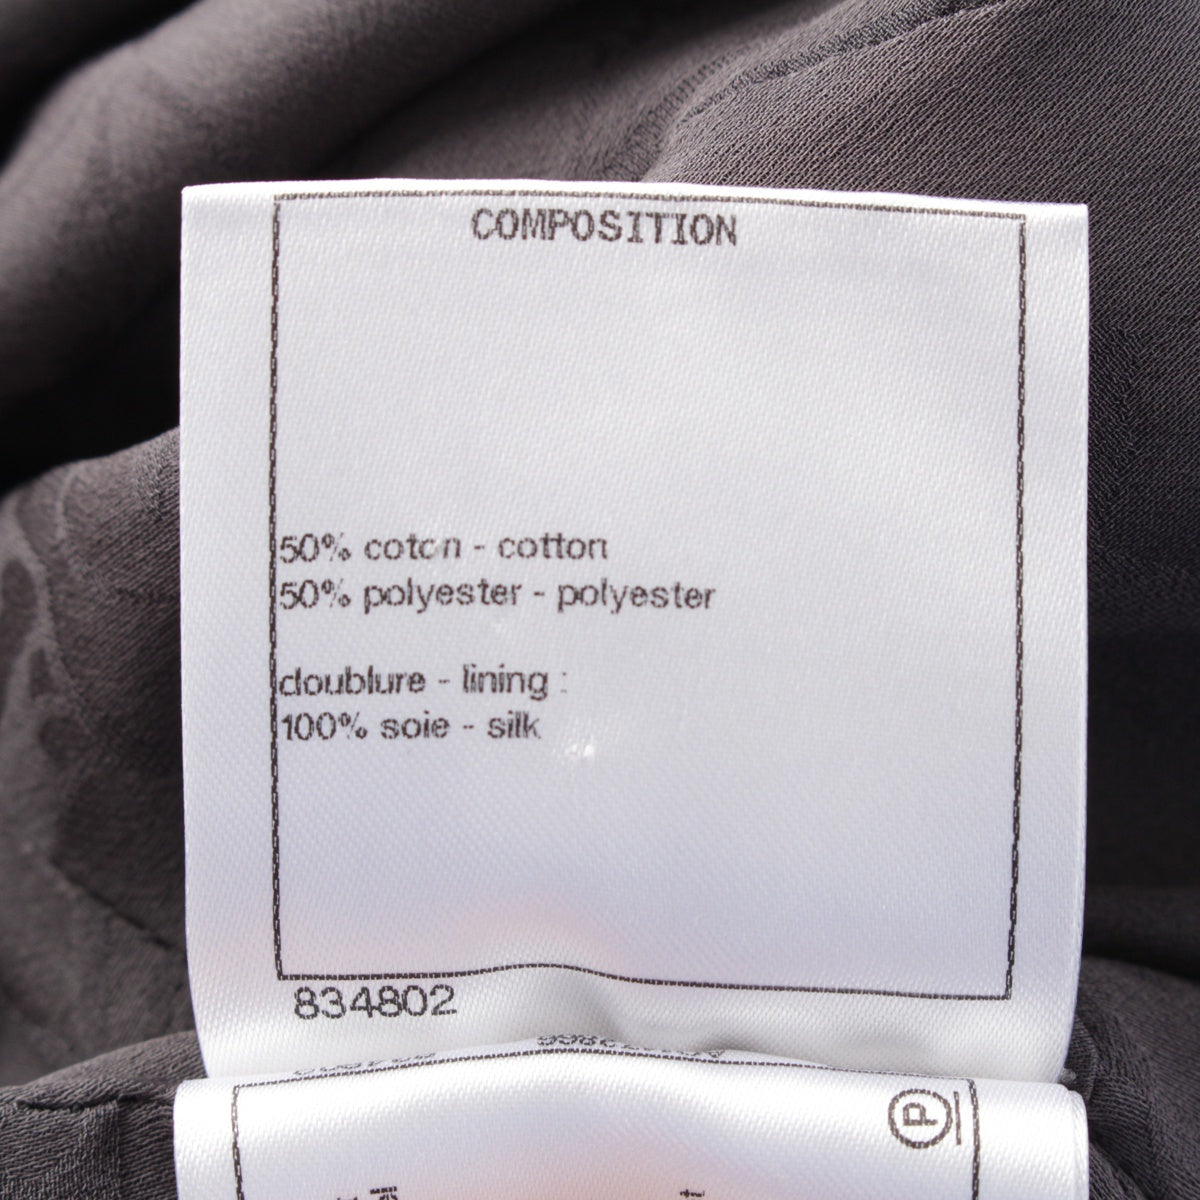 COMPOSITION
50% coton - cotton
50% polyester - polyester
doublure - lining :
100% soie - silk
834802
P